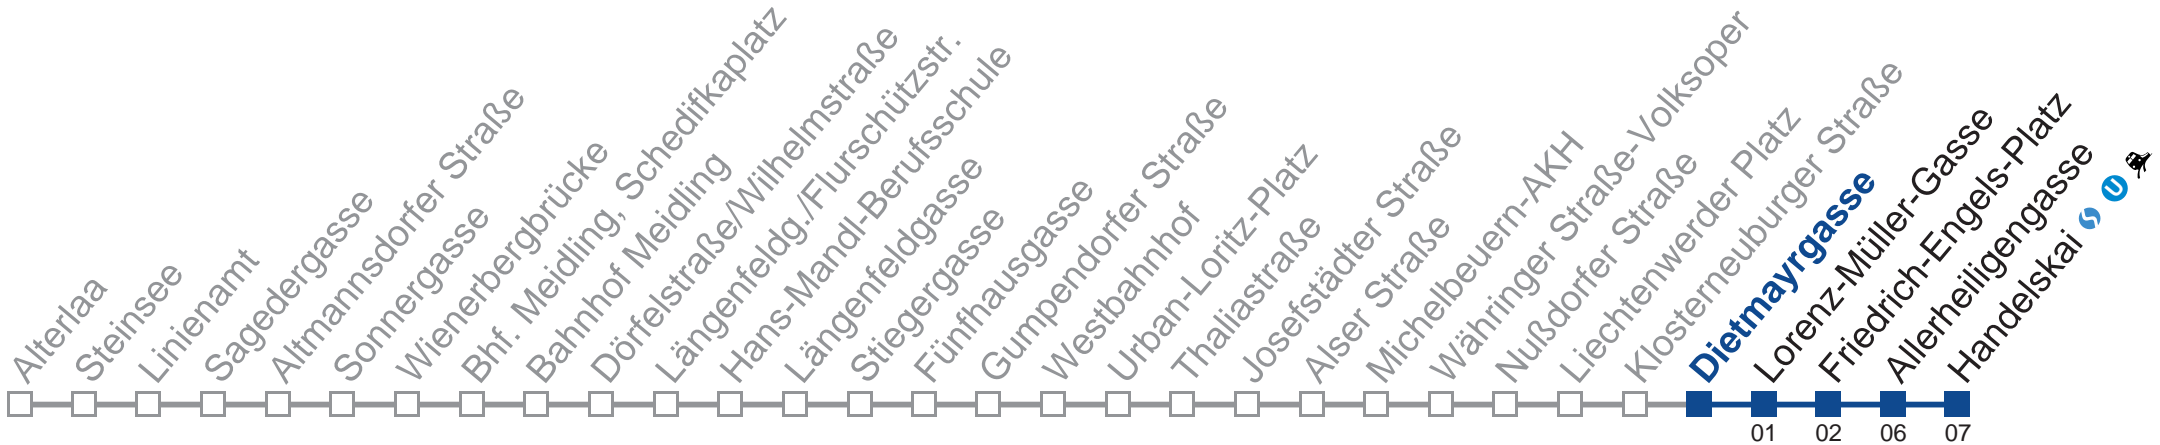 Alterlaa
Steinsee
Linienamt
Sagedergasse
Altmannsdorfer Straße
Sonnergasse
Wienerbergbrücke
Bhf. Meidling, Schedifkaplatz
Bahnhof Meidling
Dörfelstraße/Wilhelmstraße
Längenfeldg./Flurschützstr.
Hans-Mandl-Berufsschule
Längenfeldgasse
Stiegergasse
Fünfhausgasse
Gumpendorfer Straße
Westbahnhof
Urban-Loritz-Platz
Thaliastraße
Josefstädter Straße
Alser Straße
Michelbeuern-AKH
Währinger Straße-Volksoper
Nußdorfer Straße
Liechtenwerder Platz
Klosterneuburger Straße
Dietmayrgasse
Lorenz-Müller-Gasse
Friedrich-Engels-Platz
Allerheiligengasse
Handelskai S U
01 02 06 07